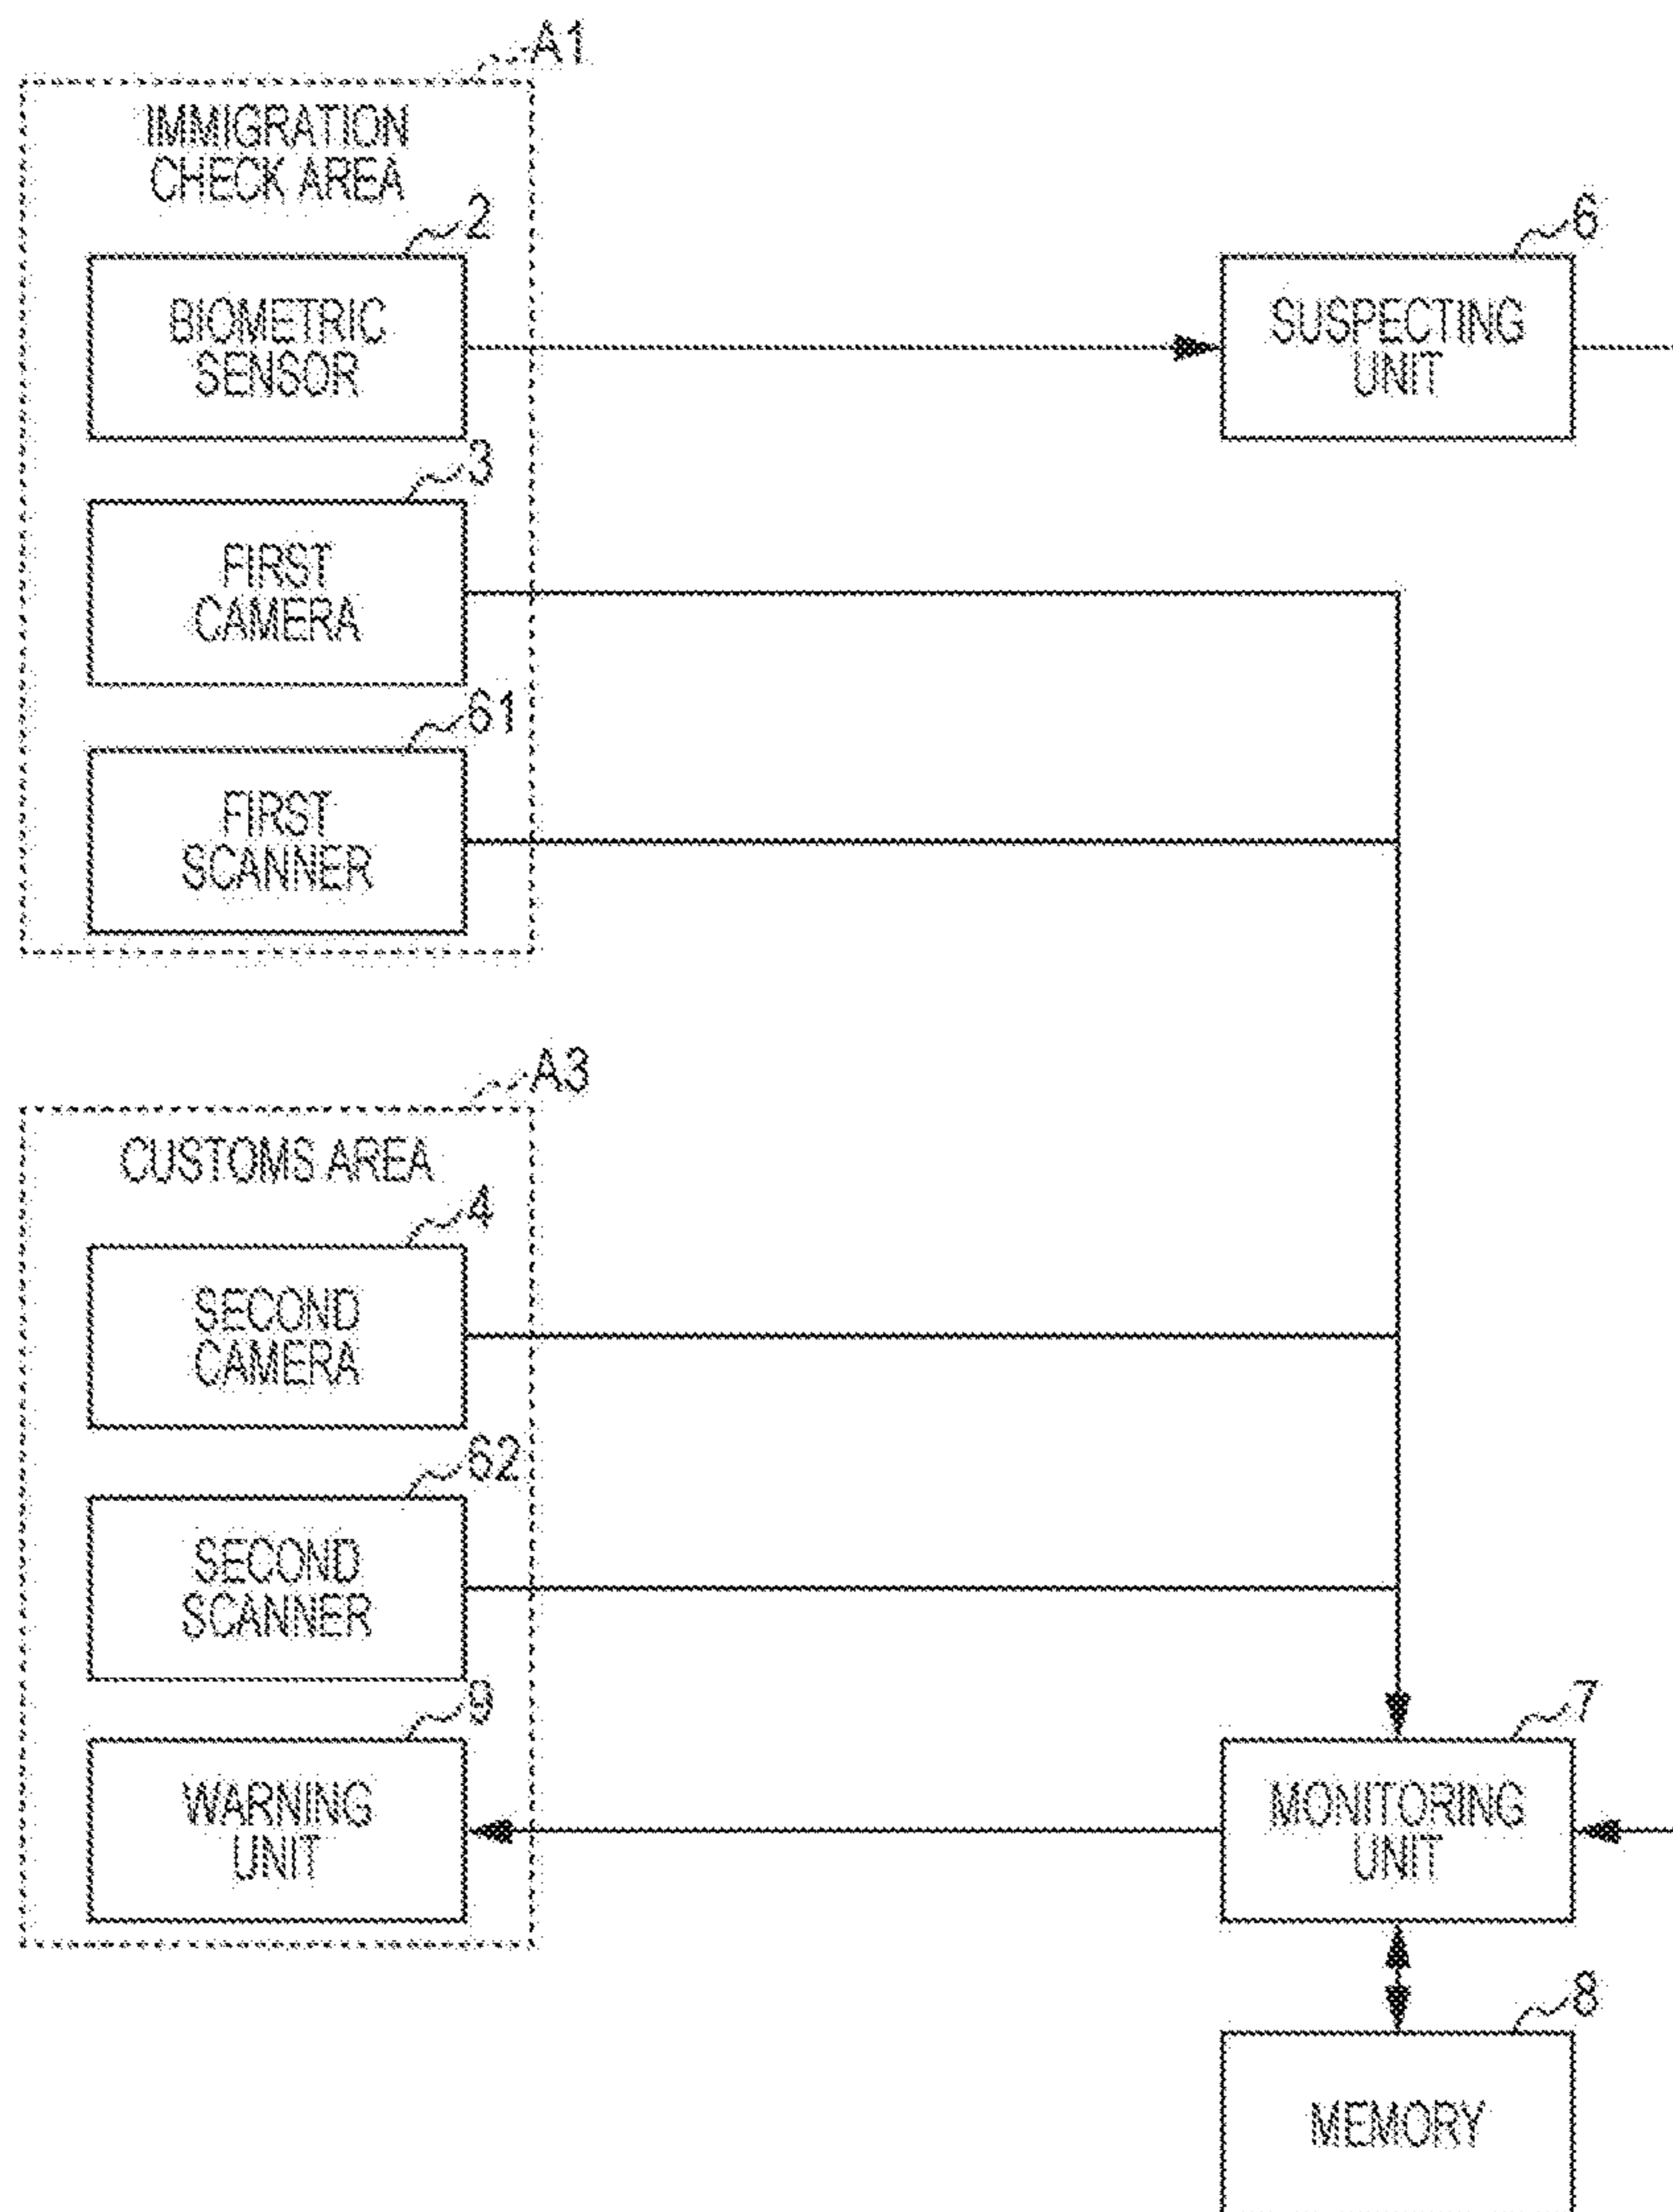 A1
IMMIGRATION
CHECK AREA
2
BIOMETRIC
SENSOR
6
SUSPECTING
UNIT
3
FIRST
CAMERA
61
FIRST
SCANNER
A3
CUSTOMS AREA
4
SECOND
CAMERA
62
SECOND
SCANNER
9
WARNING
UNIT
7
MONITORING
UNIT
8
MEMORY